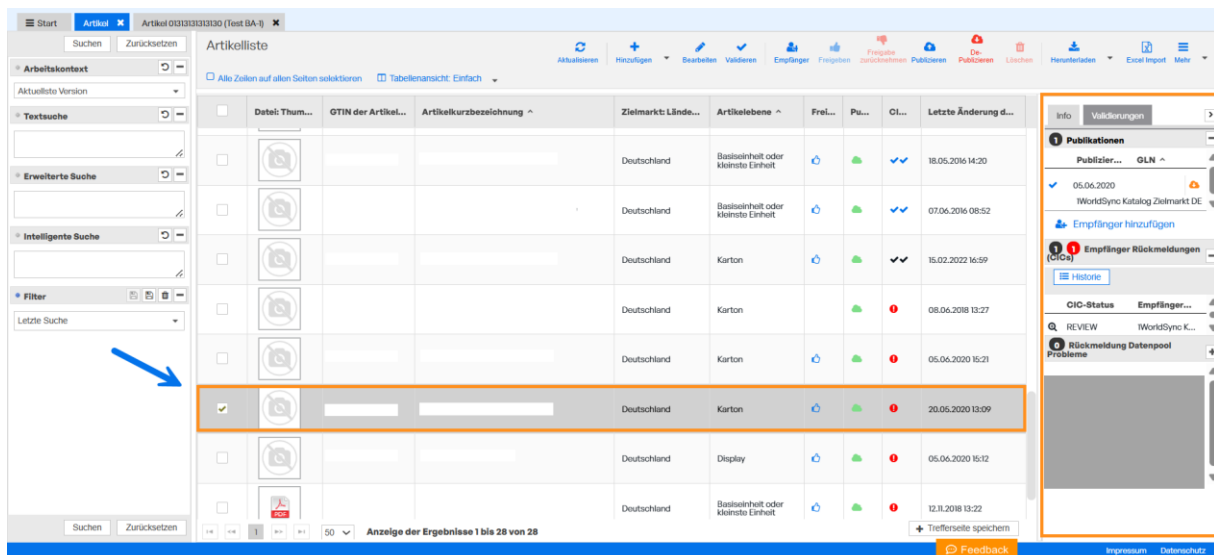 Start
Artikel
Artikel 01313131313130 (Test BA-1)
Suchen
Zurücksetzen
Arbeitskontext
Aktuellste Version
Textsuche
Erweiterte Suche
Intelligente Suche
Filter
Letzte Suche
Suchen
Zurücksetzen
Artikelliste
Aktualisieren
Hinzufügen
Bearbeiten
Validieren
Empfänger
Freigeben
Freigabe
zurücknehmen
Publizieren
De-
Publizieren
Löschen
Herunterladen
Excel Import
Mehr
Alle Zeilen auf allen Seiten selektieren
Tabellenansicht: Einfach
Datei: Thum... GTIN der Artikel... Artikelkurzbezeichnung Zielmarkt: Lände... Artikelebene Frei... Pu... CI... Letzte Änderung d...
Deutschland Basiseinheit oder
kleinste Einheit 18.05.2016 14:20
Deutschland Basiseinheit oder
kleinste Einheit 07.06.2016 08:52
Deutschland Karton 15.02.2022 16:59
Deutschland Karton 08.06.2018 13:27
Deutschland Karton 05.06.2020 15:21
Deutschland Karton 20.05.2020 13:09
Deutschland Display 05.06.2020 15:12
PDF Deutschland Basiseinheit oder
kleinste Einheit 12.11.2018 13:22
1 50 Anzeige der Ergebnisse 1 bis 28 von 28
Trefferseite speichern
Info
Validierungen
1 Publikationen
Publizier... GLN
05.06.2020
1WorldSync Katalog Zielmarkt DE
Empfänger hinzufügen
1 1 Empfänger Rückmeldungen
(CICs)
Historie
CIC-Status Empfänger...
REVIEW 1WorldSync K...
0 Rückmeldung Datenpool
Probleme
Feedback
Impressum Datenschutz